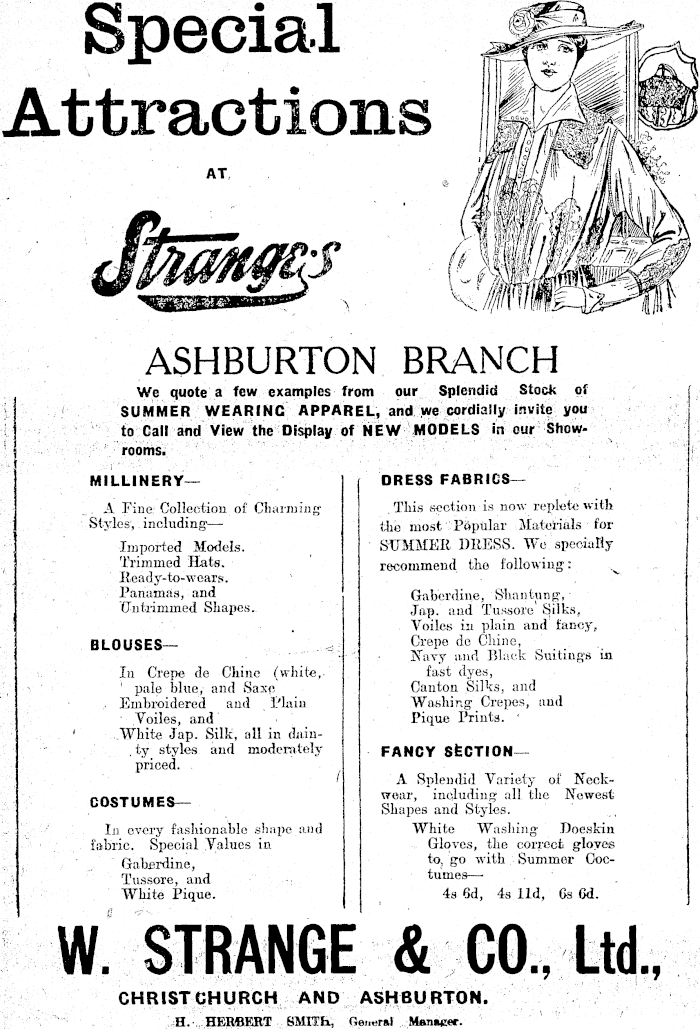 Special
Attractions
AT
Strange's
ASHBURTON BRANCH
We quote a few examples from our Splendid Stock of
SUMMER WEARING APPAREL, and we cordially invite you
to Call and View the Display of NEW MODELS in our Show-
rooms.
MILLINERY—
A Fine Collection of Charming
Styles, including—
Imported Models.
Trimmed Hats.
Ready-to-wears.
Panamas, and
Untrimmed Shapes.
BLOUSES—
In Crepe de Chine (white,
pale blue, and Saxe
Embroidered and Plain
Voiles, and
White Jap. Silk, all in dain-
ty styles and moderately
priced.
COSTUMES—
In every fashionable shape and
fabric. Special Values in
Gaberdine,
Tussore, and
White Pique.
DRESS FABRICS—
This section is now replete with
the most Popular Materials for
SUMMER DRESS. We specially
recommend the following:
Gaberdine, Shantung,
Jap. and Tussore Silks,
Voiles in plain and fancy,
Crepe de Chine,
Navy and Black Suitings in
fast dyes,
Canton Silks, and
Washing Crepes, and
Pique Prints.
FANCY SECTION—
A Splendid Variety of Neck-
wear, including all the Newest
Shapes and Styles.
White Washing Doeskin
Gloves, the correct gloves
to go with Summer Coc-
tumes—
4s 6d, 4s 11d, 6s 6d.
W. STRANGE & CO., Ltd.,
CHRISTCHURCH AND ASHBURTON.
H. HERBERT SMITH, General Manager.